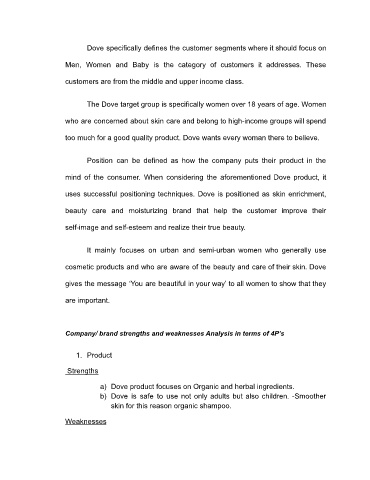 Dove specifically defines the customer segments where it should focus on
Men, Women and Baby is the category of customers it addresses. These
customers are from the middle and upper income class.
The Dove target group is specifically women over 18 years of age. Women
who are concerned about skin care and belong to high-income groups will spend
too much for a good quality product, Dove wants every woman there to believe.
Position can be defined as how the company puts their product in the
mind of the consumer. When considering the aforementioned Dove product, it
uses successful positioning techniques. Dove is positioned as skin enrichment,
beauty care and moisturizing brand that help the customer improve their
self-image and self-esteem and realize their true beauty.
It mainly focuses on urban and semi-urban women who generally use
cosmetic products and who are aware of the beauty and care of their skin. Dove
gives the message ‘You are beautiful in your way’ to all women to show that they
are important.
Company/ brand strengths and weaknesses Analysis in terms of 4P's
1. Product
Strengths
a) Dove product focuses on Organic and herbal ingredients.
b) Dove is safe to use not only adults but also children. -Smoother
skin for this reason organic shampoo.
Weaknesses